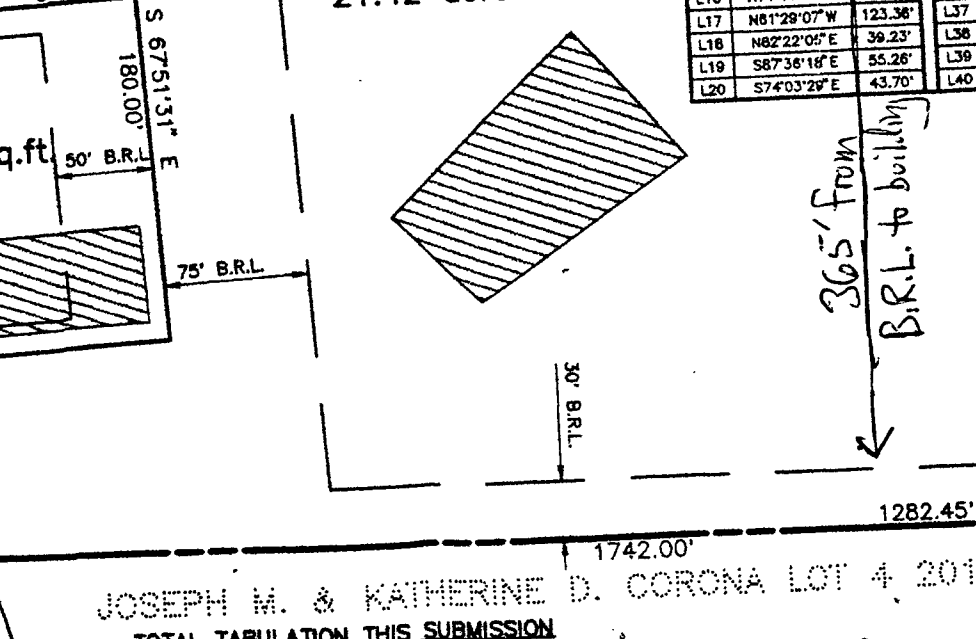 L17 N61°29'07" W 123.36' L37
L18 N82°22'05" E 39.23' L38
L19 S87°36'18" E 55.26' L39
L20 S74°03'29" E 43.70' L40
S 67°51'31" E
180.00'
q.ft.
50' B.R.L.
75' B.R.L.
30' B.R.L.
365' from
B.R.L. to building
1282.45'
1742.00'
JOSEPH M. & KATHERINE D. CORONA LOT 4 201
TOTAL TABULATION THIS SUBMISSION